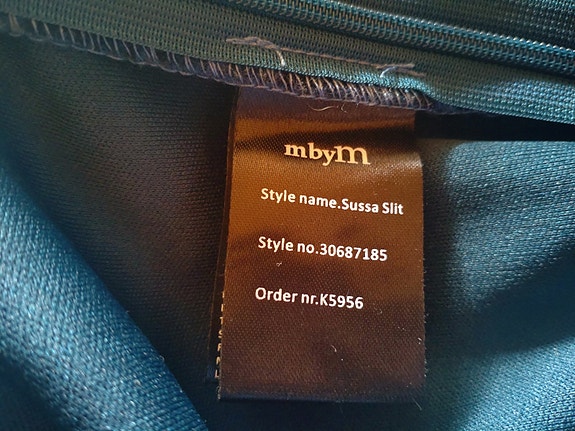 mbym
Style name.Sussa Slit
Style no.30687185
Order nr.K5956